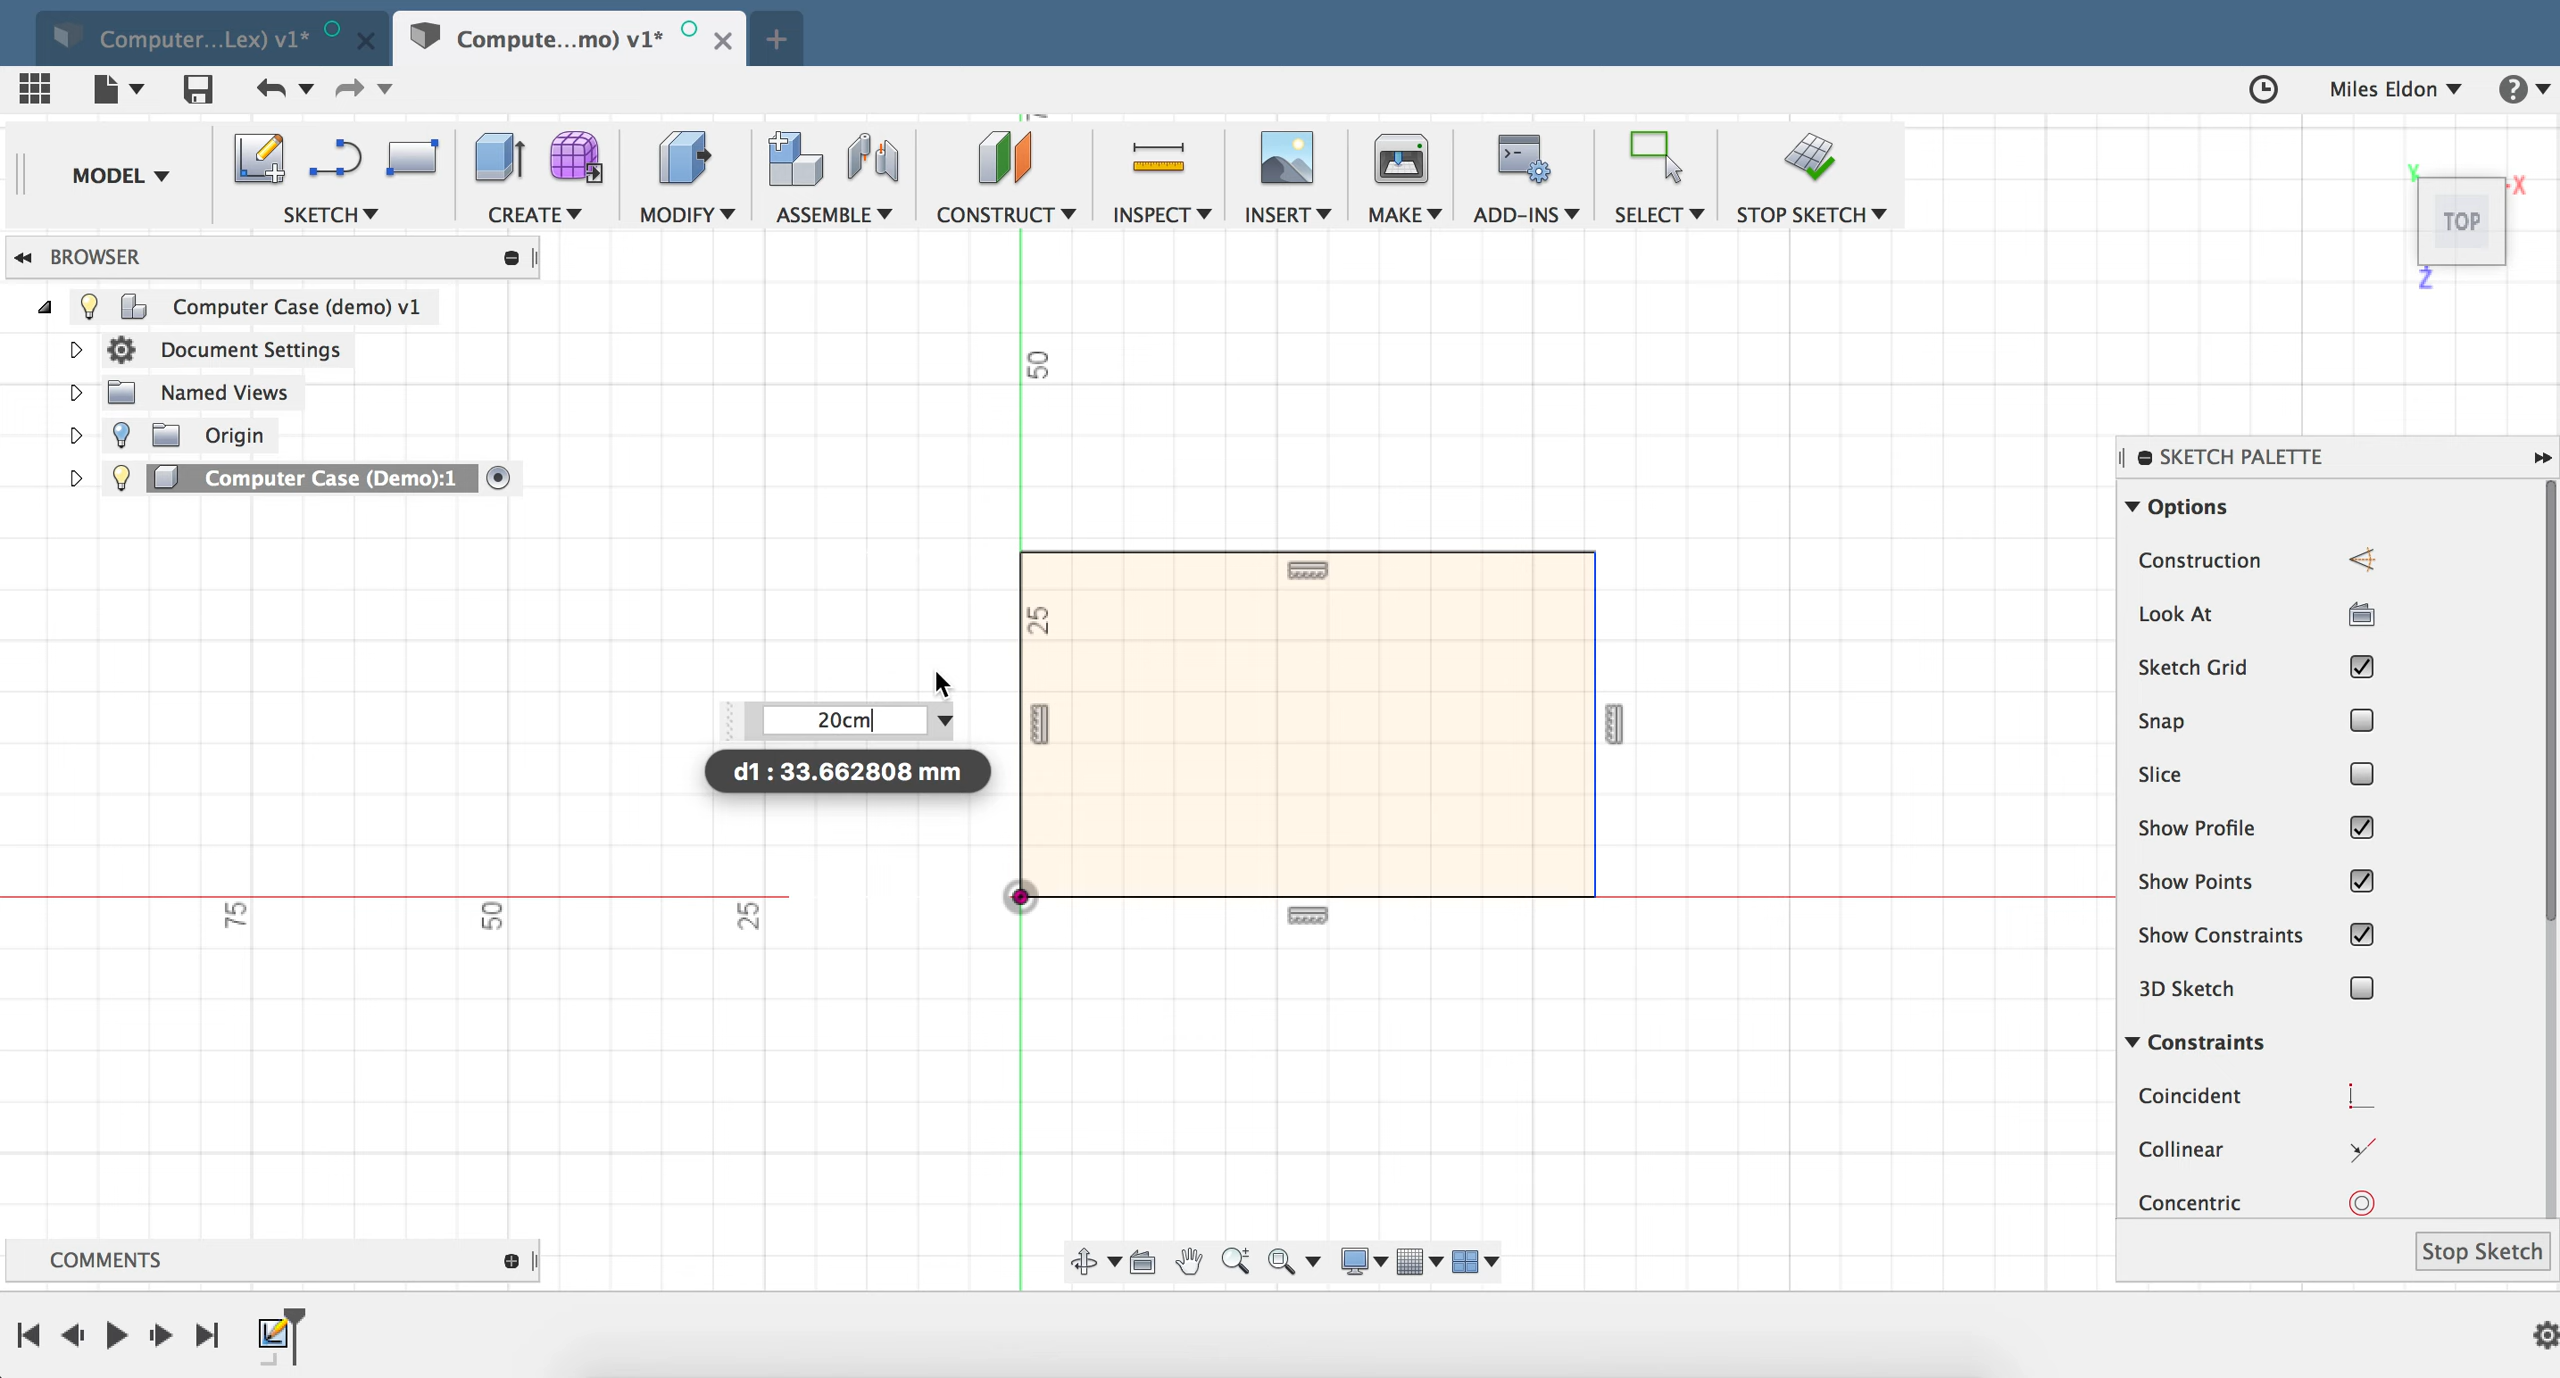 Computer...Lex) v1*
Compute...mo) v1*
Miles Eldon
MODEL
SKETCH
CREATE
MODIFY
ASSEMBLE
CONSTRUCT
INSPECT
INSERT
MAKE
ADD-INS
SELECT
STOP SKETCH
Y
X
TOP
Z
BROWSER
Computer Case (demo) v1
Document Settings
Named Views
Origin
Computer Case (Demo):1
50
25
20cm
d1 : 33.662808 mm
75
50
25
SKETCH PALETTE
Options
Construction
Look At
Sketch Grid
Snap
Slice
Show Profile
Show Points
Show Constraints
3D Sketch
Constraints
Coincident
Collinear
Concentric
Stop Sketch
COMMENTS